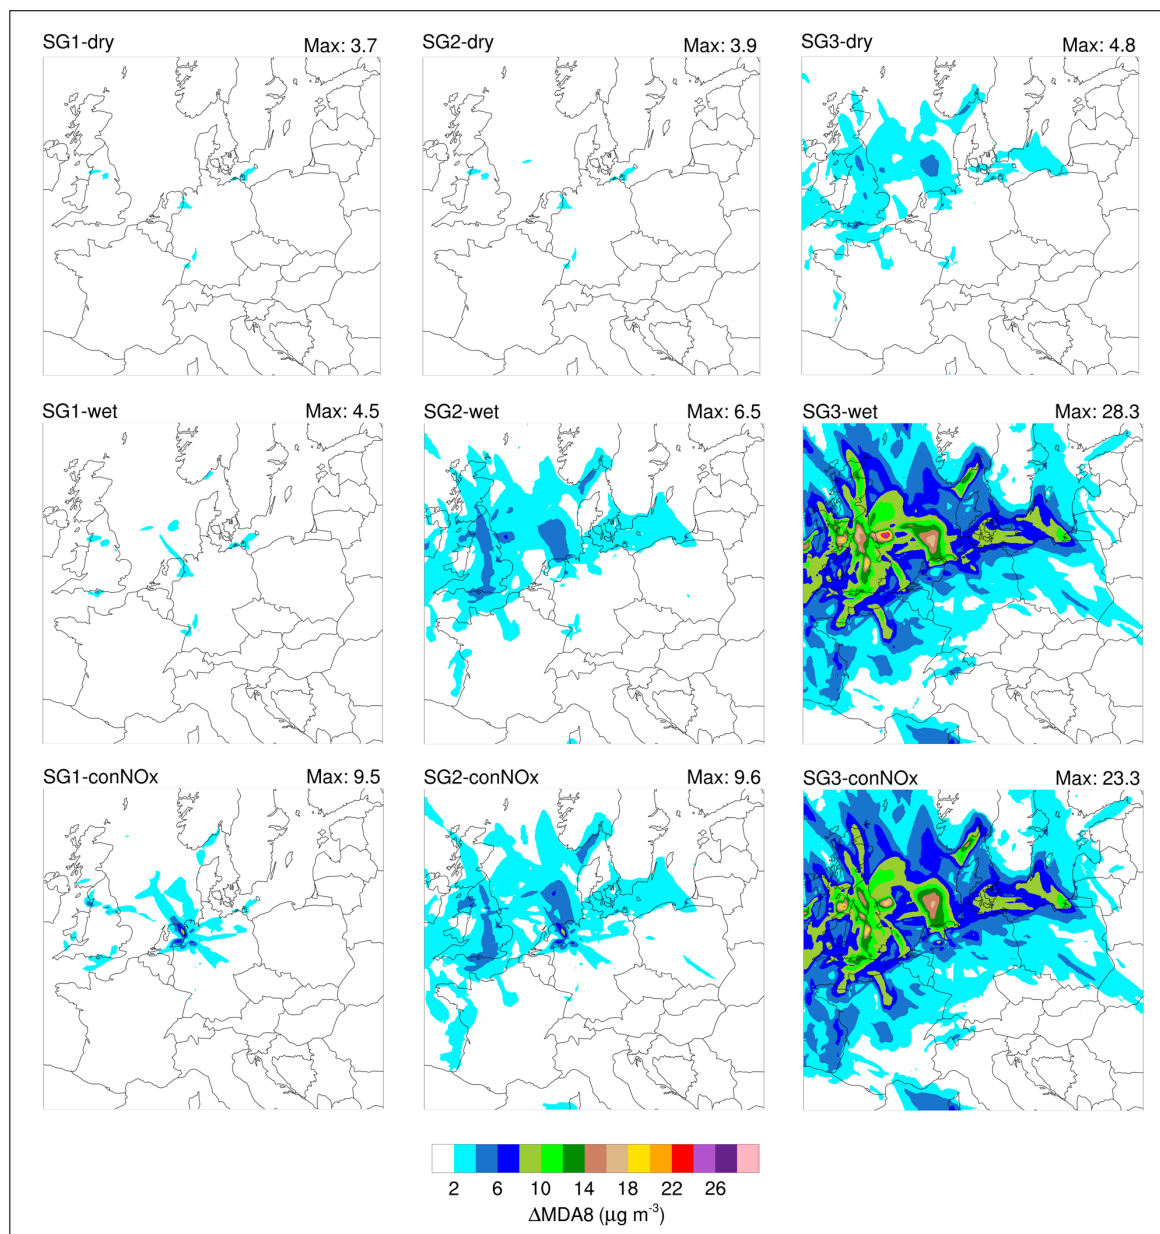 SG1-dry Max: 3.7
SG2-dry Max: 3.9
SG3-dry Max: 4.8
SG1-wet Max: 4.5
SG2-wet Max: 6.5
SG3-wet Max: 28.3
SG1-conNOx Max: 9.5
SG2-conNOx Max: 9.6
SG3-conNOx Max: 23.3
2 6 10 14 18 22 26
ΔMDA8 (μg m⁻³)